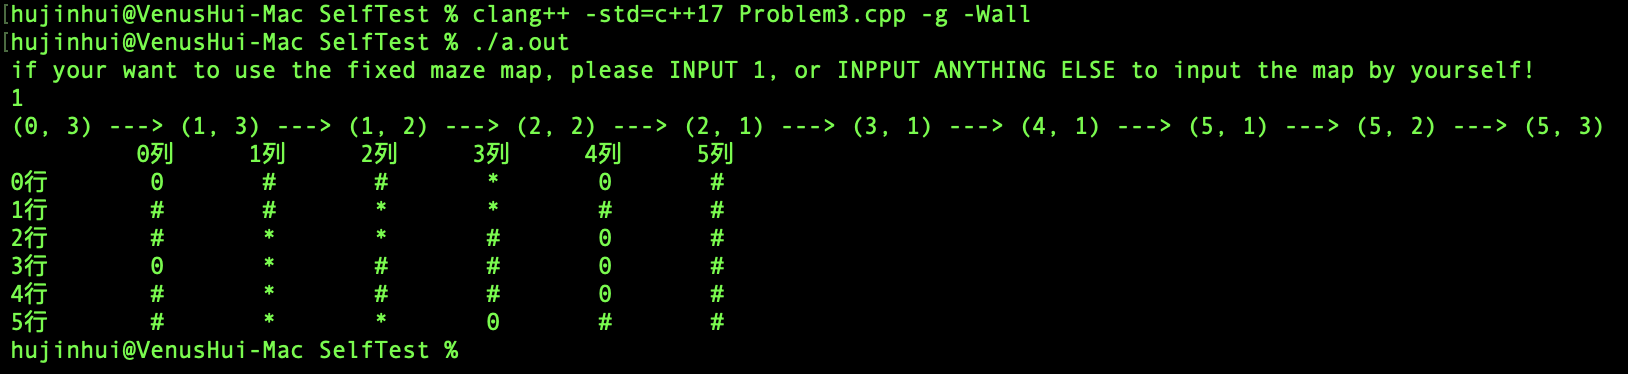 [hujinhui@VenusHui-Mac SelfTest % clang++ -std=c++17 Problem3.cpp -g -Wall
[hujinhui@VenusHui-Mac SelfTest % ./a.out
if your want to use the fixed maze map, please INPUT 1, or INPPUT ANYTHING ELSE to input the map by yourself!
1
(0, 3) ---> (1, 3) ---> (1, 2) ---> (2, 2) ---> (2, 1) ---> (3, 1) ---> (4, 1) ---> (5, 1) ---> (5, 2) ---> (5, 3)
0列 1列 2列 3列 4列 5列
0行 0 # # * 0 #
1行 # # * * # #
2行 # * * # 0 #
3行 0 * # # 0 #
4行 # * # # 0 #
5行 # * * 0 # #
hujinhui@VenusHui-Mac SelfTest %